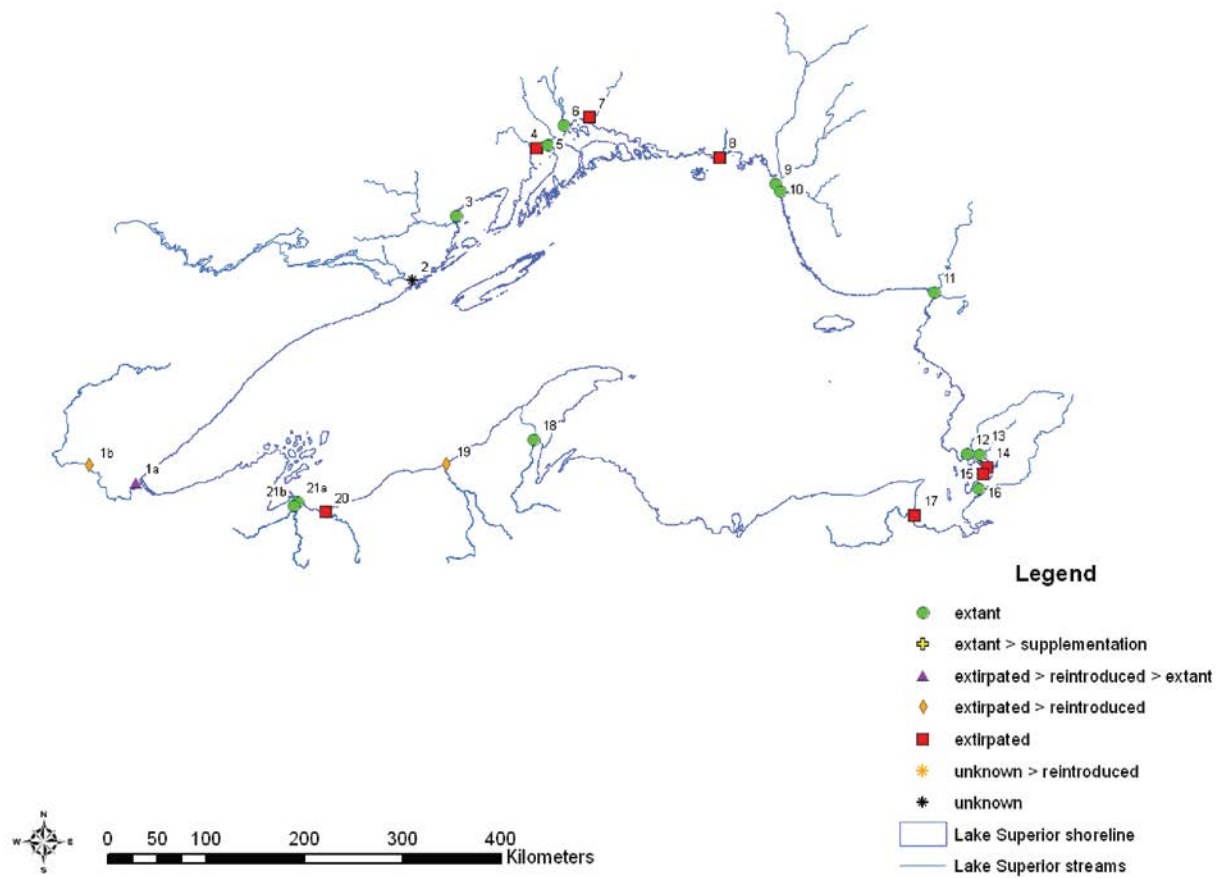 7
6
4
5
8
9
10
3
2
11
18
12
13
14
15
16
1b
1a
19
21b
21a
20
17
Legend
extant
extant > supplementation
extirpated > reintroduced > extant
extirpated > reintroduced
extirpated
unknown > reintroduced
unknown
Lake Superior shoreline
Lake Superior streams
N
W E
S
0 50 100 200 300 400
Kilometers